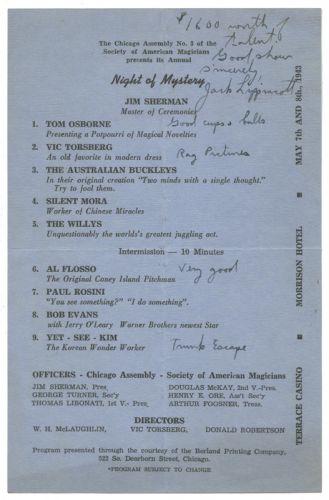 $1600 worth of
talent.
Good show
Sincerely,
Jack Lippincott
The Chicago Assembly No. 3 of the
Society of American Magicians
presents its Annual
Night of Mystery
JIM SHERMAN
Master of Ceremonies
1. TOM OSBORNE Good cups & balls
Presenting a Potpourri of Magical Novelties
2. VIC TORSBERG
An old favorite in modern dress Rag Pictures
3. THE AUSTRALIAN BUCKLEYS
In their original creation "Two minds with a single thought."
Try to fool them.
4. SILENT MORA
Worker of Chinese Miracles
5. THE WILLYS
Unquestionably the worlds's greatest juggling act.
Intermission — 10 Minutes
6. AL FLOSSO Very good
The Original Coney Island Pitchman
7. PAUL ROSINI
"You see something?" "I do something".
8. BOB EVANS
with Jerry O'Leary Warner Brothers newest Star
9. YET - SEE - KIM
The Korean Wonder Worker Trunk Escape
OFFICERS - Chicago Assembly - Society of American Magicians
JIM SHERMAN, Pres. DOUGLAS McKAY, 2nd V.-Pres.
GEORGE TURNER, Sec'y HENRY E. ORE, Ass't Sec'y
THOMAS LIBONATI, 1st V.-Pres. ARTHUR FOOSNER, Treas.
DIRECTORS
W. H. McLAUGHLIN, VIC TORSBERG, DONALD ROBERTSON
Program presented through the courtesy of the Berland Printing Company,
522 So. Dearborn Street, Chicago.
*PROGRAM SUBJECT TO CHANGE
TERRACE CASINO ■ MORRISON HOTEL ■ MAY 7TH AND 8th, 1943